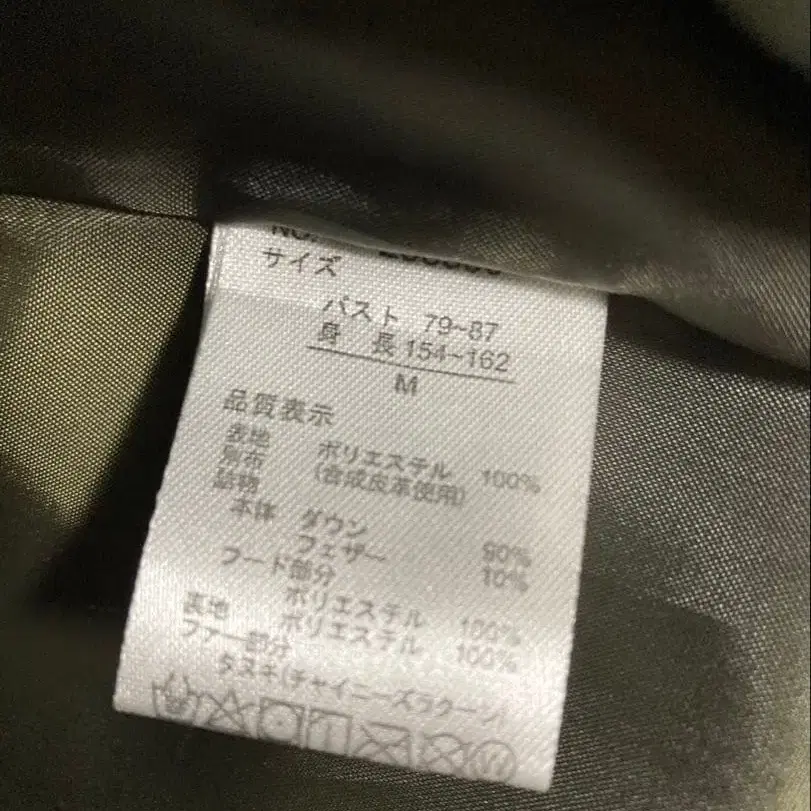 NO.
サイズ
バスト 79~87
身 長 154~162
M
品質表示
表地 ポリエステル 100%
別布 (合成皮革使用)
詰物
本体 ダウン 90%
フェザー 10%
フード部分
ポリエステル 100%
裏地 ポリエステル 100%
ファー部分
タヌキ(チャイニーズラクーン)